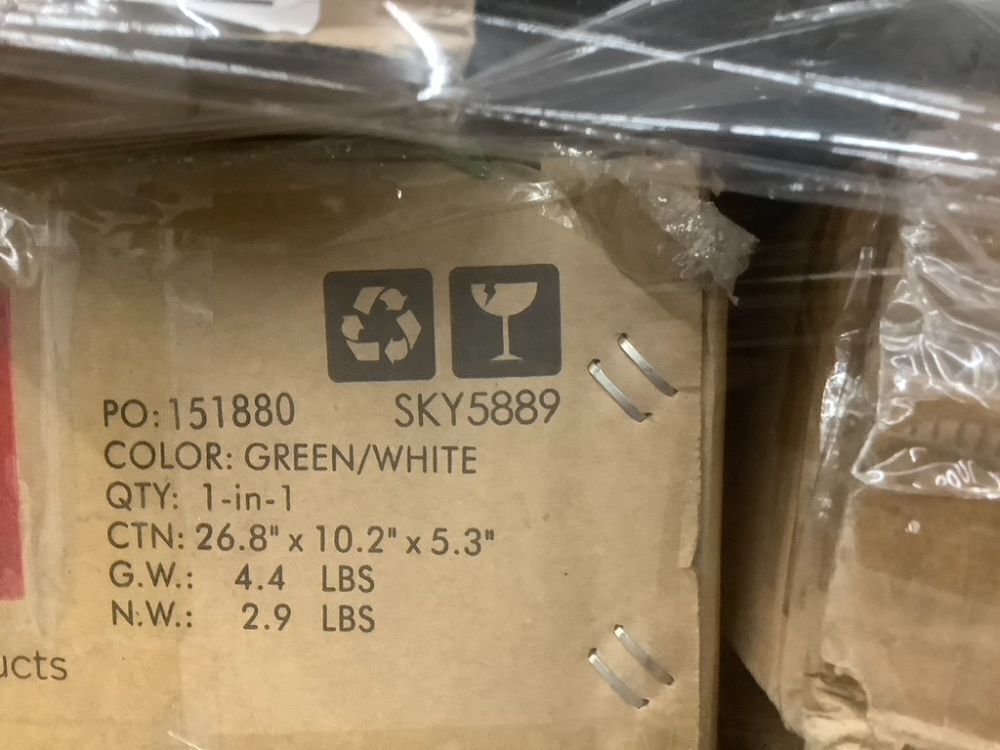 PO: 151880 SKY5889
COLOR: GREEN/WHITE
QTY: 1-in-1
CTN: 26.8" x 10.2" x 5.3"
G.W.: 4.4 LBS
N.W.: 2.9 LBS
ucts